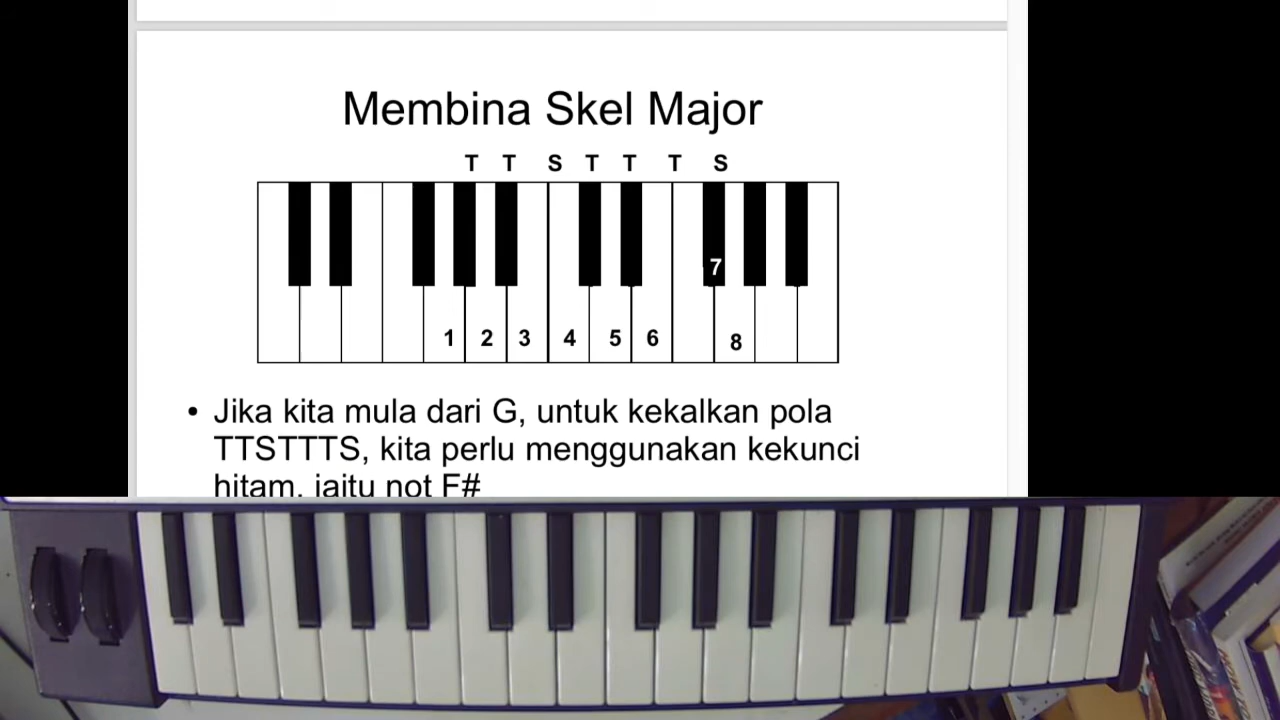 Membina Skel Major
T T S T T T S
7
1 2 3 4 5 6 8
• Jika kita mula dari G, untuk kekalkan pola
TTSTTTS, kita perlu menggunakan kekunci
hitam, iaitu not F#